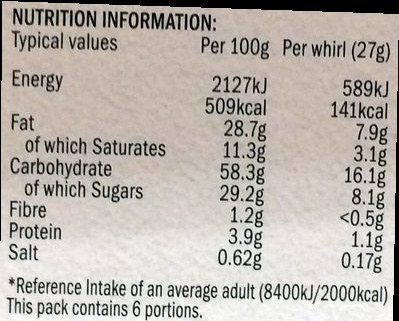 NUTRITION INFORMATION:
Typical values Per 100g Per whirl (27g)
Energy 2127kJ 589kJ
509kcal 141kcal
Fat 28.7g 7.9g
of which Saturates 11.3g 3.1g
Carbohydrate 58.3g 16.1g
of which Sugars 29.2g 8.1g
Fibre 1.2g <0.5g
Protein 3.9g 1.1g
Salt 0.62g 0.17g
*Reference Intake of an average adult (8400kJ/2000kcal)
This pack contains 6 portions.